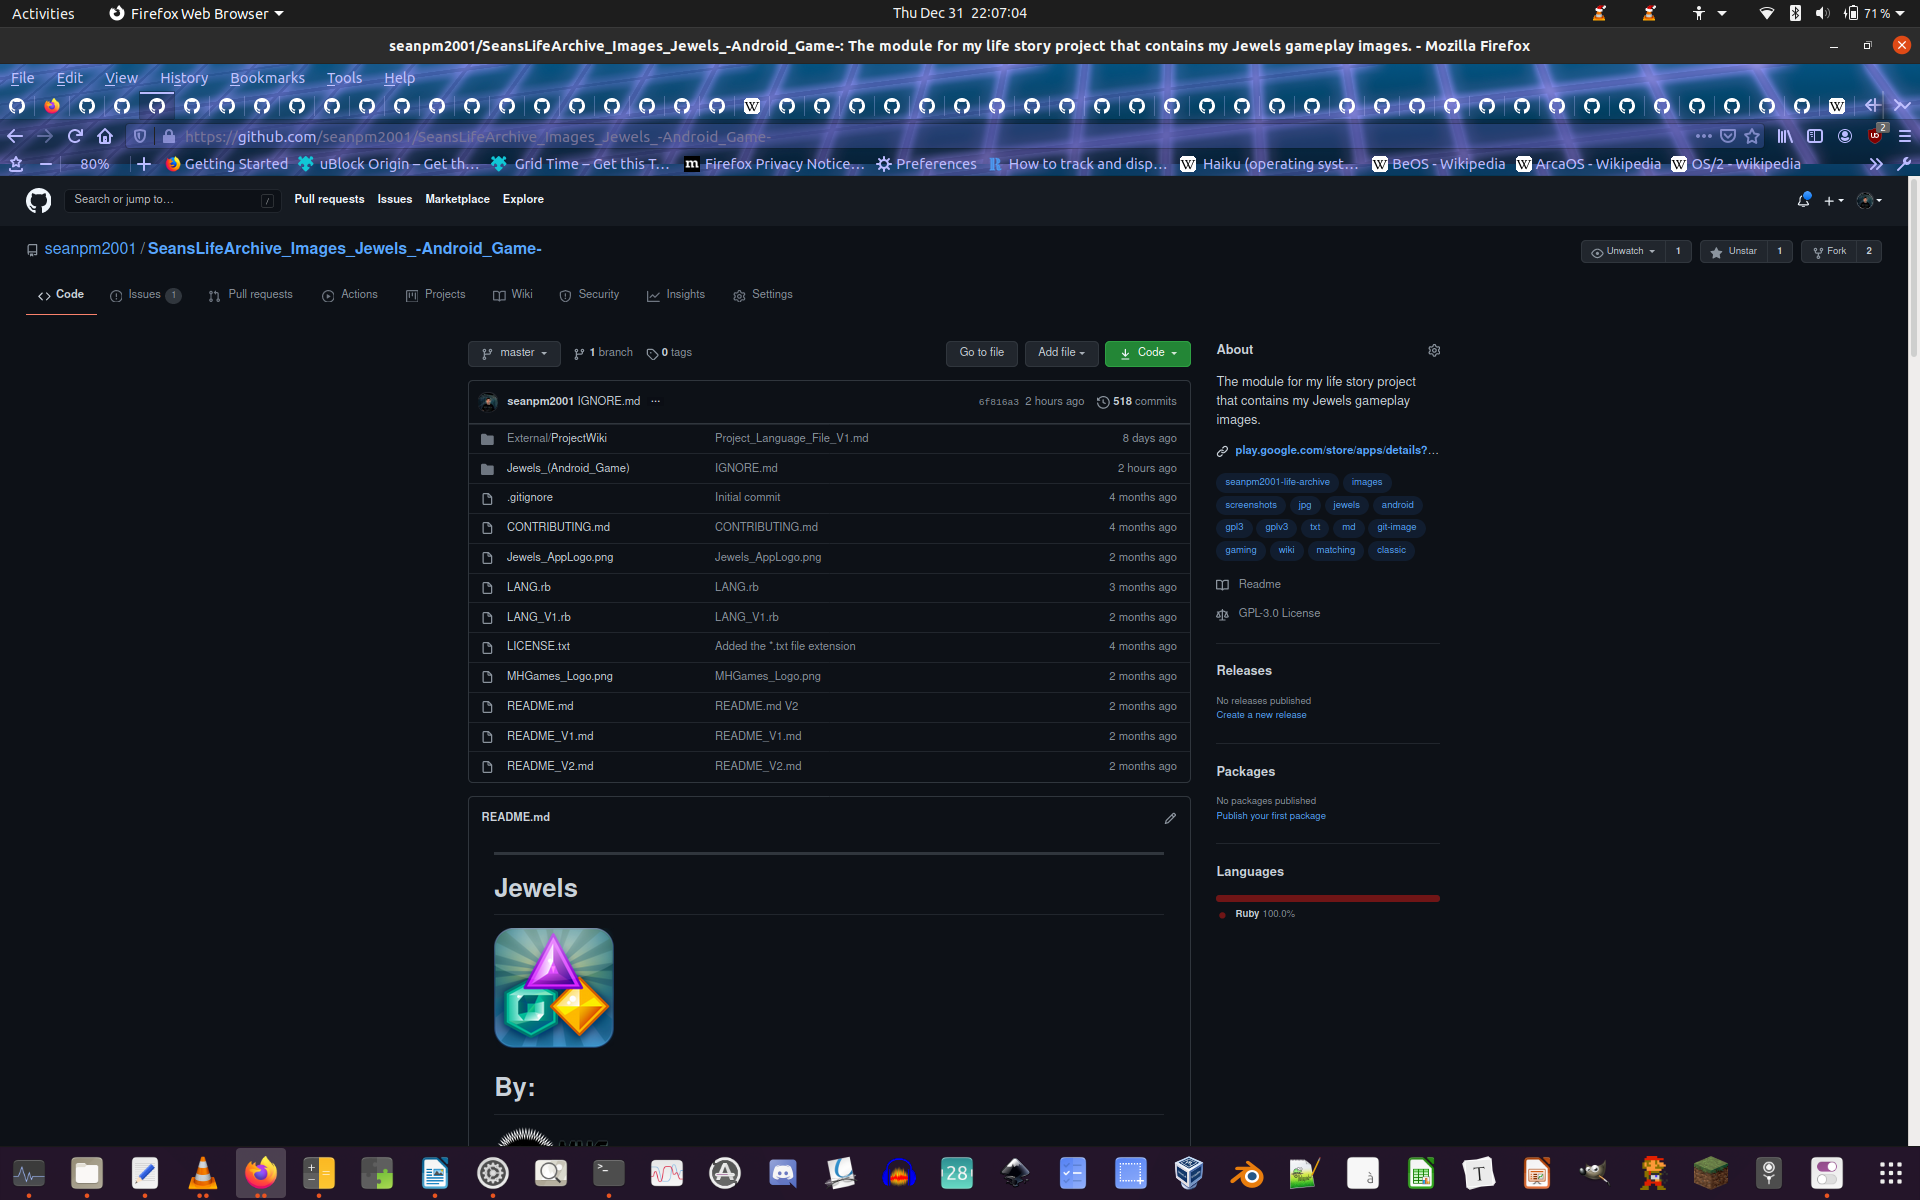 Activities
Firefox Web Browser
Thu Dec 31 22:07:04
71 %
seanpm2001/SeansLifeArchive_Images_Jewels_-Android_Game-: The module for my life story project that contains my Jewels gameplay images. - Mozilla Firefox
File Edit View History Bookmarks Tools Help
https://github.com/seanpm2001/SeansLifeArchive_Images_Jewels_-Android_Game-
2
80%
Getting Started
uBlock Origin – Get th…
Grid Time – Get this T…
Firefox Privacy Notice…
Preferences
How to track and disp…
Haiku (operating syst…
BeOS - Wikipedia
ArcaOS - Wikipedia
OS/2 - Wikipedia
Search or jump to… /
Pull requests Issues Marketplace Explore
seanpm2001 / SeansLifeArchive_Images_Jewels_-Android_Game-
Unwatch 1
Unstar 1
Fork 2
Code
Issues 1
Pull requests
Actions
Projects
Wiki
Security
Insights
Settings
master
1 branch
0 tags
Go to file
Add file
Code
seanpm2001 IGNORE.md ...
6f816a3 2 hours ago
518 commits
External/ProjectWiki Project_Language_File_V1.md 8 days ago
Jewels_(Android_Game) IGNORE.md 2 hours ago
.gitignore Initial commit 4 months ago
CONTRIBUTING.md CONTRIBUTING.md 4 months ago
Jewels_AppLogo.png Jewels_AppLogo.png 2 months ago
LANG.rb LANG.rb 3 months ago
LANG_V1.rb LANG_V1.rb 2 months ago
LICENSE.txt Added the *.txt file extension 4 months ago
MHGames_Logo.png MHGames_Logo.png 2 months ago
README.md README.md V2 2 months ago
README_V1.md README_V1.md 2 months ago
README_V2.md README_V2.md 2 months ago
README.md
Jewels
By:
About
The module for my life story project
that contains my Jewels gameplay
images.
play.google.com/store/apps/details?…
seanpm2001-life-archive images
screenshots jpg jewels android
gpl3 gplv3 txt md git-image
gaming wiki matching classic
Readme
GPL-3.0 License
Releases
No releases published
Create a new release
Packages
No packages published
Publish your first package
Languages
Ruby 100.0%
28